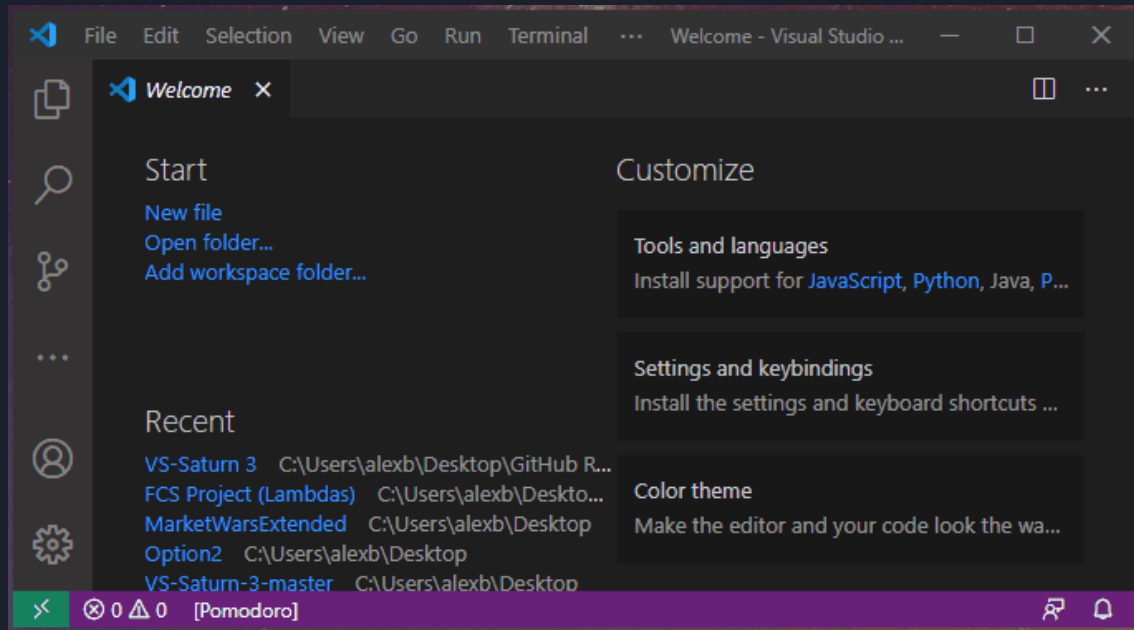 File Edit Selection View Go Run Terminal ··· Welcome - Visual Studio ...
Welcome
Start
New file
Open folder...
Add workspace folder...
Recent
VS-Saturn 3 C:\Users\alexb\Desktop\GitHub R...
FCS Project (Lambdas) C:\Users\alexb\Deskto...
MarketWarsExtended C:\Users\alexb\Desktop
Option2 C:\Users\alexb\Desktop
VS-Saturn-3-master C:\Users\alexb\Desktop
Customize
Tools and languages
Install support for JavaScript, Python, Java, P...
Settings and keybindings
Install the settings and keyboard shortcuts ...
Color theme
Make the editor and your code look the wa...
0 0 [Pomodoro]